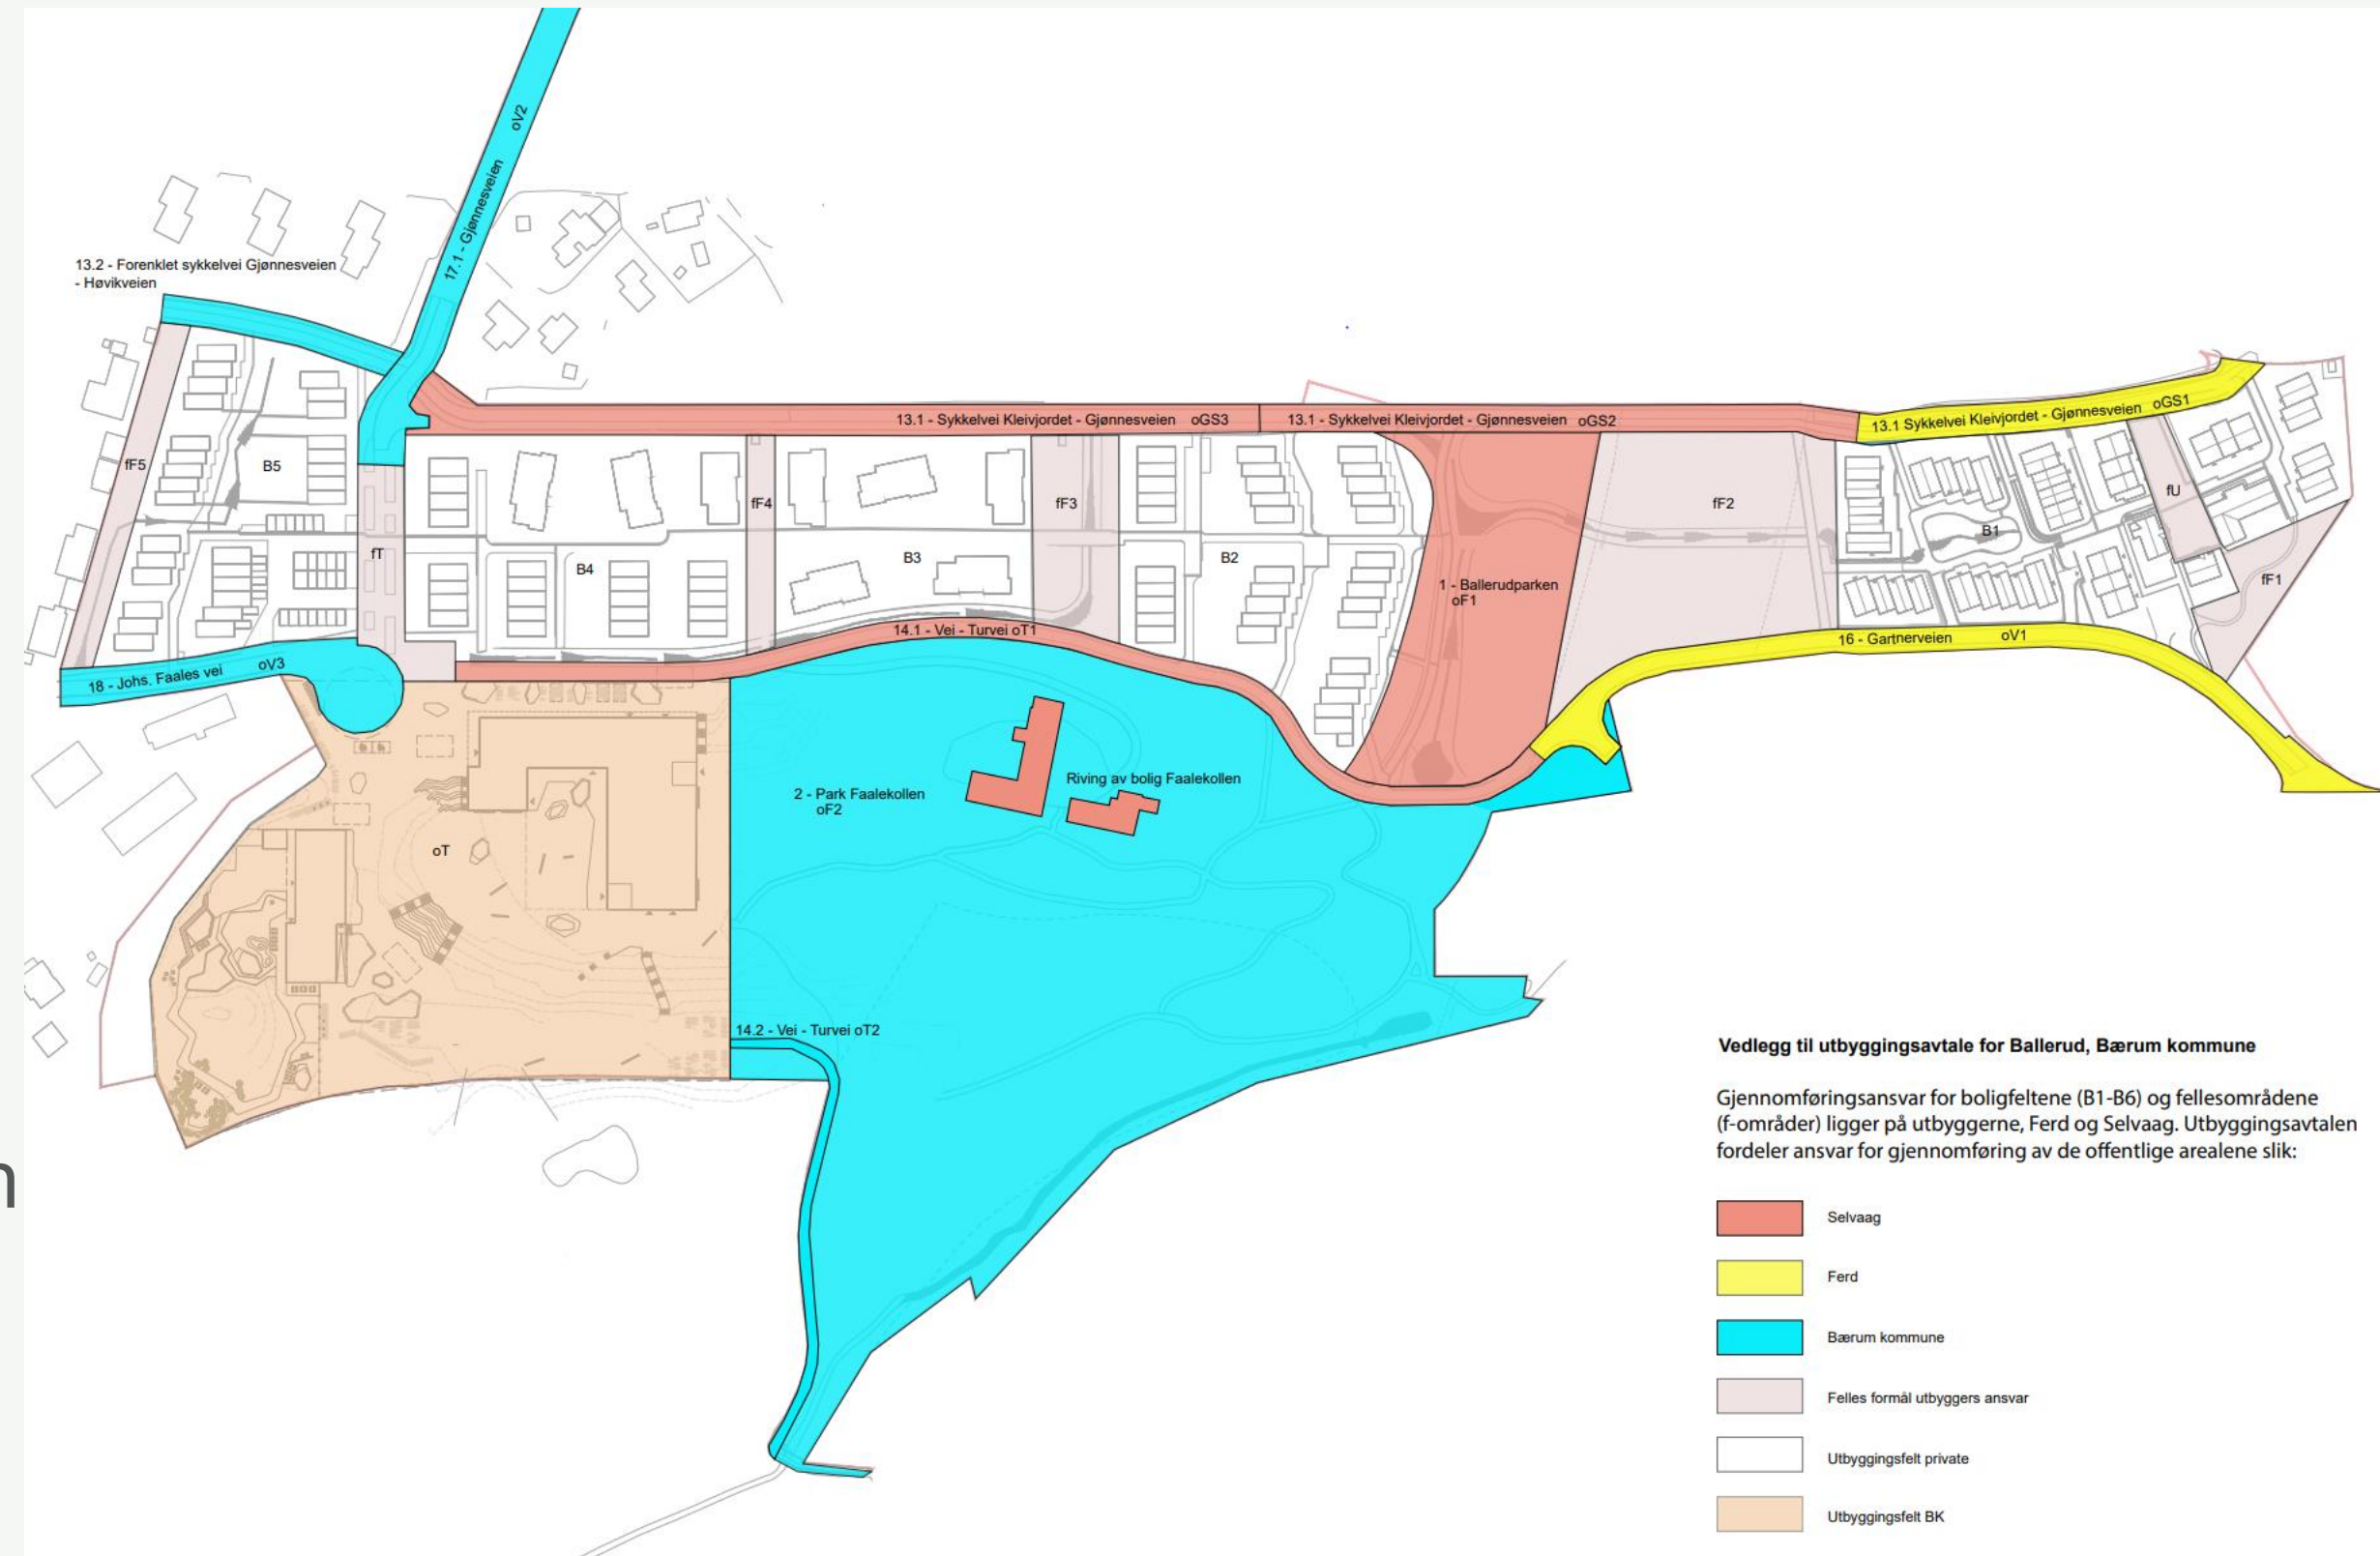 oV2
17.1 - Gjønnesveien
13.2 - Forenklet sykkelvei Gjønnesveien
- Høvikveien
13.1 - Sykkelvei Kleivjordet - Gjønnesveien oGS3
13.1 - Sykkelvei Kleivjordet - Gjønnesveien oGS2
13.1 Sykkelvei Kleivjordet - Gjønnesveien oGS1
fF5
B5
fF4
fF3
fF2
fU
B1
fT
B4
B3
B2
1 - Ballerudparken
oF1
fF1
14.1 - Vei - Turvei oT1
16 - Gartnerveien oV1
18 - Johs. Faales vei oV3
Riving av bolig Faalekollen
2 - Park Faalekollen
oF2
oT
14.2 - Vei - Turvei oT2
n
Vedlegg til utbyggingsavtale for Ballerud, Bærum kommune
Gjennomføringsansvar for boligfeltene (B1-B6) og fellesområdene
(f-områder) ligger på utbyggerne, Ferd og Selvaag. Utbyggingsavtalen
fordeler ansvar for gjennomføring av de offentlige arealene slik:
Selvaag
Ferd
Bærum kommune
Felles formål utbyggers ansvar
Utbyggingsfelt private
Utbyggingsfelt BK